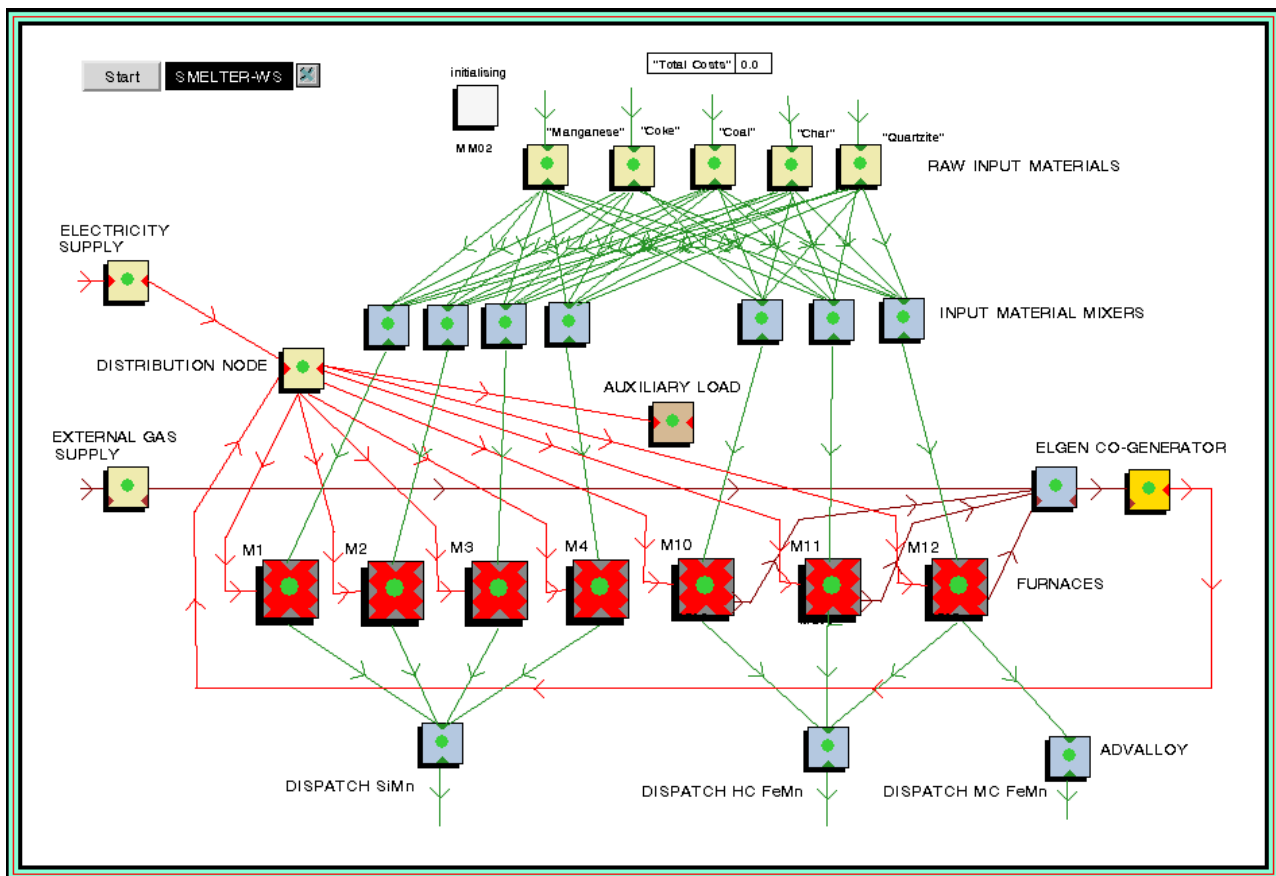 "Total Costs" 0.0
Start
SMELTER-WS
initialising
MM02
"Manganese"
"Coke"
"Coal"
"Char"
"Quartzite"
RAW INPUT MATERIALS
ELECTRICITY
SUPPLY
INPUT MATERIAL MIXERS
DISTRIBUTION NODE
AUXILIARY LOAD
EXTERNAL GAS
SUPPLY
ELGEN CO-GENERATOR
M1
M2
M3
M4
M10
M11
M12
FURNACES
ADVALLOY
DISPATCH SiMn
DISPATCH HC FeMn
DISPATCH MC FeMn